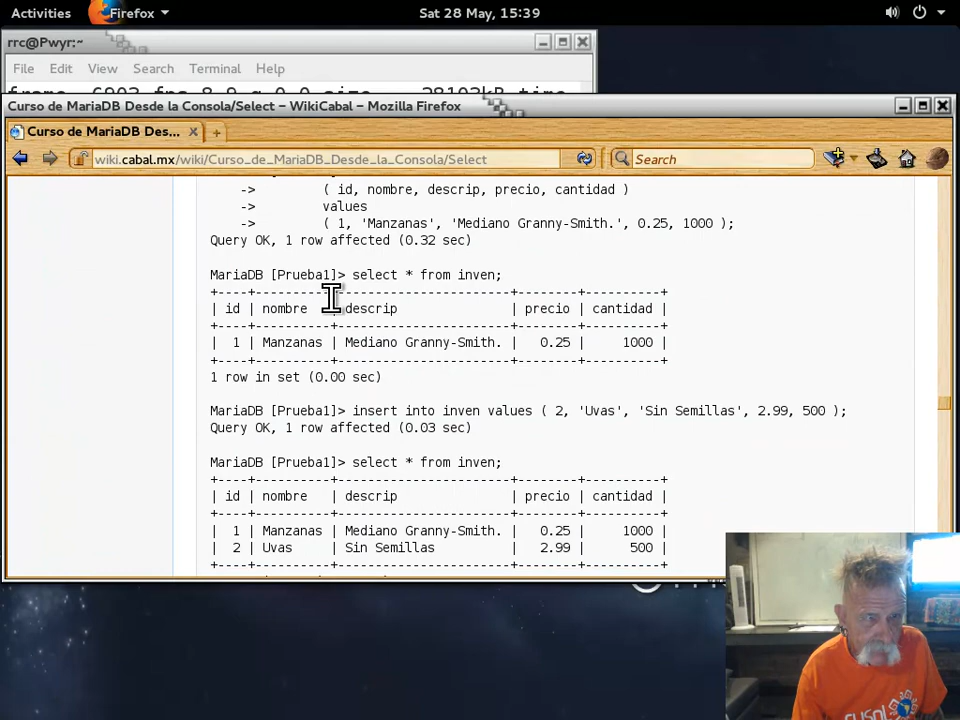 Activities Firefox Sat 28 May, 15:39
rrc@Pwyr:~
File Edit View Search Terminal Help
Curso de MariaDB Desde la Consola/Select - WikiCabal - Mozilla Firefox
Curso de MariaDB Des...
wiki.cabal.mx/wiki/Curso_de_MariaDB_Desde_la_Consola/Select Search
-> ( id, nombre, descrip, precio, cantidad )
-> values
-> ( 1, 'Manzanas', 'Mediano Granny-Smith.', 0.25, 1000 );
Query OK, 1 row affected (0.32 sec)
MariaDB [Prueba1]> select * from inven;
+----+----------+-----------------------+--------+----------+
| id | nombre | descrip | precio | cantidad |
+----+----------+-----------------------+--------+----------+
| 1 | Manzanas | Mediano Granny-Smith. | 0.25 | 1000 |
+----+----------+-----------------------+--------+----------+
1 row in set (0.00 sec)
MariaDB [Prueba1]> insert into inven values ( 2, 'Uvas', 'Sin Semillas', 2.99, 500 );
Query OK, 1 row affected (0.03 sec)
MariaDB [Prueba1]> select * from inven;
+----+----------+-----------------------+--------+----------+
| id | nombre | descrip | precio | cantidad |
+----+----------+-----------------------+--------+----------+
| 1 | Manzanas | Mediano Granny-Smith. | 0.25 | 1000 |
| 2 | Uvas | Sin Semillas | 2.99 | 500 |
+----+----------+-----------------------+--------+----------+